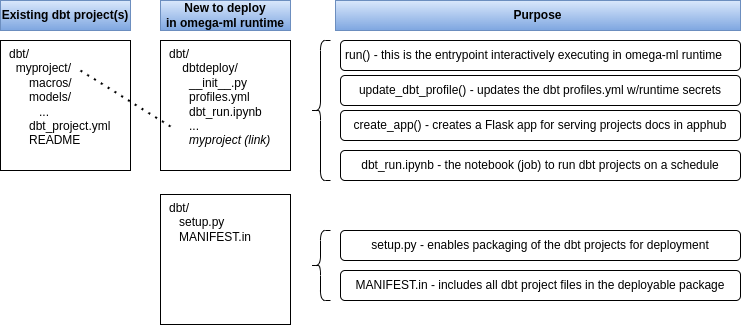 Existing dbt project(s)
New to deploy
in omega-ml runtime
Purpose
dbt/
myproject/
macros/
models/
...
dbt_project.yml
README
dbt/
dbtdeploy/
__init__.py
profiles.yml
dbt_run.ipynb
...
myproject (link)
run() - this is the entrypoint interactively executing in omega-ml runtime
update_dbt_profile() - updates the dbt profiles.yml w/runtime secrets
create_app() - creates a Flask app for serving projects docs in apphub
dbt_run.ipynb - the notebook (job) to run dbt projects on a schedule
dbt/
setup.py
MANIFEST.in
setup.py - enables packaging of the dbt projects for deployment
MANIFEST.in - includes all dbt project files in the deployable package